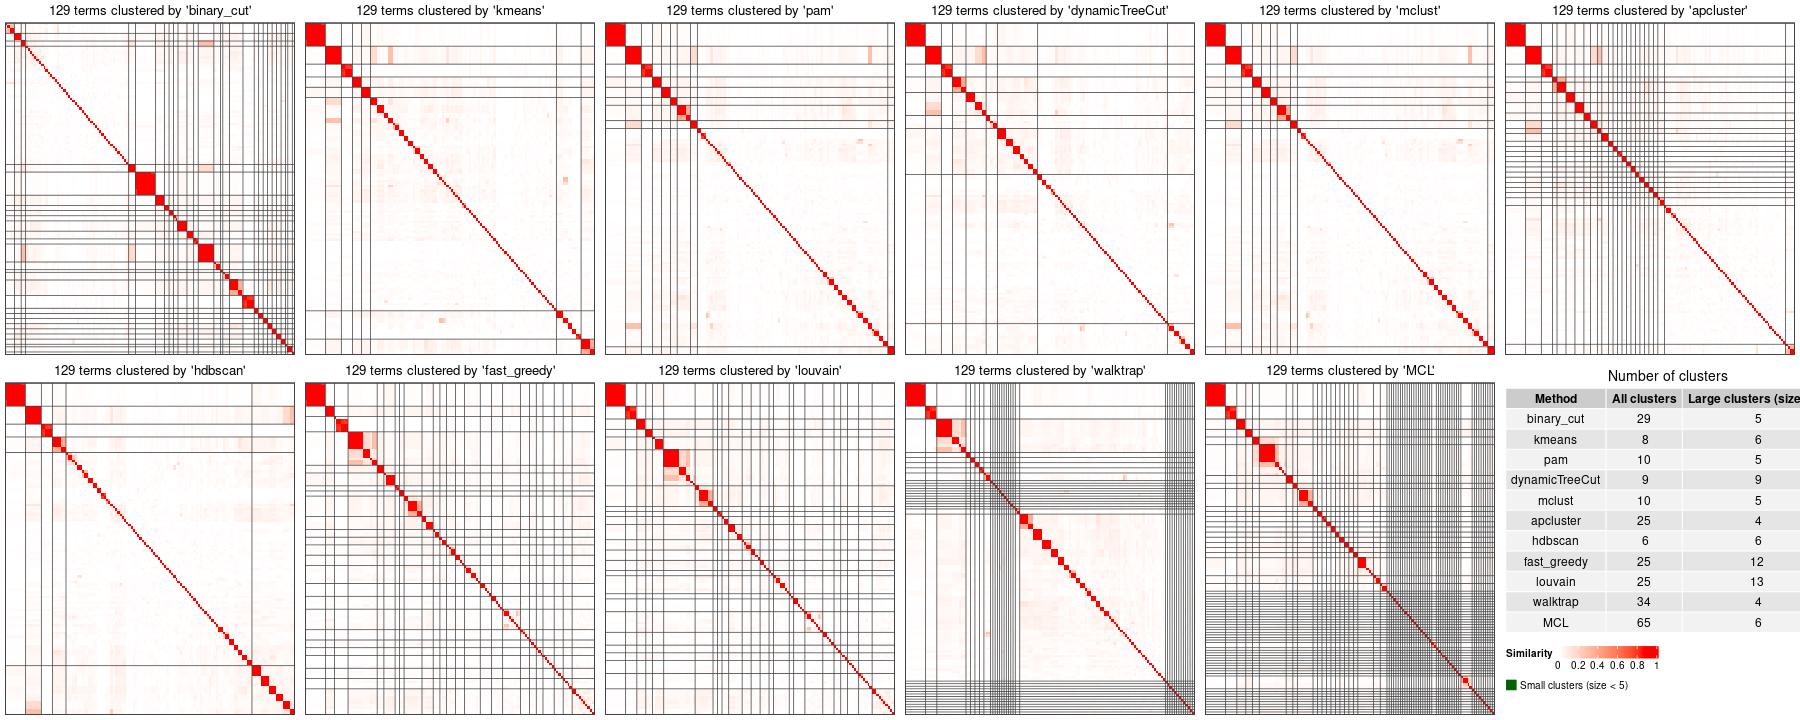 129 terms clustered by 'binary_cut'
129 terms clustered by 'kmeans'
129 terms clustered by 'pam'
129 terms clustered by 'dynamicTreeCut'
129 terms clustered by 'mclust'
129 terms clustered by 'apcluster'
129 terms clustered by 'hdbscan'
129 terms clustered by 'fast_greedy'
129 terms clustered by 'louvain'
129 terms clustered by 'walktrap'
129 terms clustered by 'MCL'
Number of clusters
Method All clusters Large clusters (size
binary_cut 29 5
kmeans 8 6
pam 10 5
dynamicTreeCut 9 9
mclust 10 5
apcluster 25 4
hdbscan 6 6
fast_greedy 25 12
louvain 25 13
walktrap 34 4
MCL 65 6
Similarity
0 0.2 0.4 0.6 0.8 1
Small clusters (size < 5)